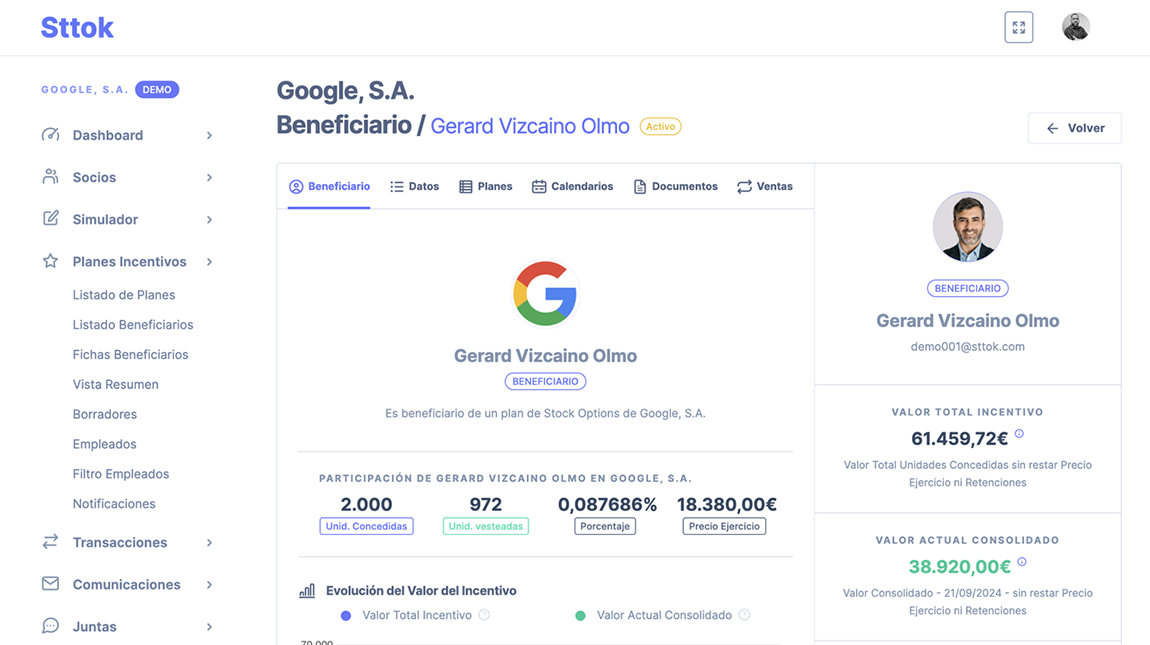 Sttok
GOOGLE, S.A. DEMO
Dashboard
Socios
Simulador
Planes Incentivos
Listado de Planes
Listado Beneficiarios
Fichas Beneficiarios
Vista Resumen
Borradores
Empleados
Filtro Empleados
Notificaciones
Transacciones
Comunicaciones
Juntas
Google, S.A.
Beneficiario / Gerard Vizcaino Olmo Activo
Volver
Beneficiario Datos Planes Calendarios Documentos Ventas
Gerard Vizcaino Olmo
BENEFICIARIO
Es beneficiario de un plan de Stock Options de Google, S.A.
PARTICIPACIÓN DE GERARD VIZCAINO OLMO EN GOOGLE, S.A.
2.000 972 0,087686% 18.380,00€
Unid. Concedidas Unid. vesteadas Porcentaje Precio Ejercicio
Evolución del Valor del Incentivo
Valor Total Incentivo Valor Actual Consolidado
70.000
BENEFICIARIO
Gerard Vizcaino Olmo
demo001@sttok.com
VALOR TOTAL INCENTIVO
61.459,72€
Valor Total Unidades Concedidas sin restar Precio
Ejercicio ni Retenciones
VALOR ACTUAL CONSOLIDADO
38.920,00€
Valor Consolidado - 21/09/2024 - sin restar Precio
Ejercicio ni Retenciones